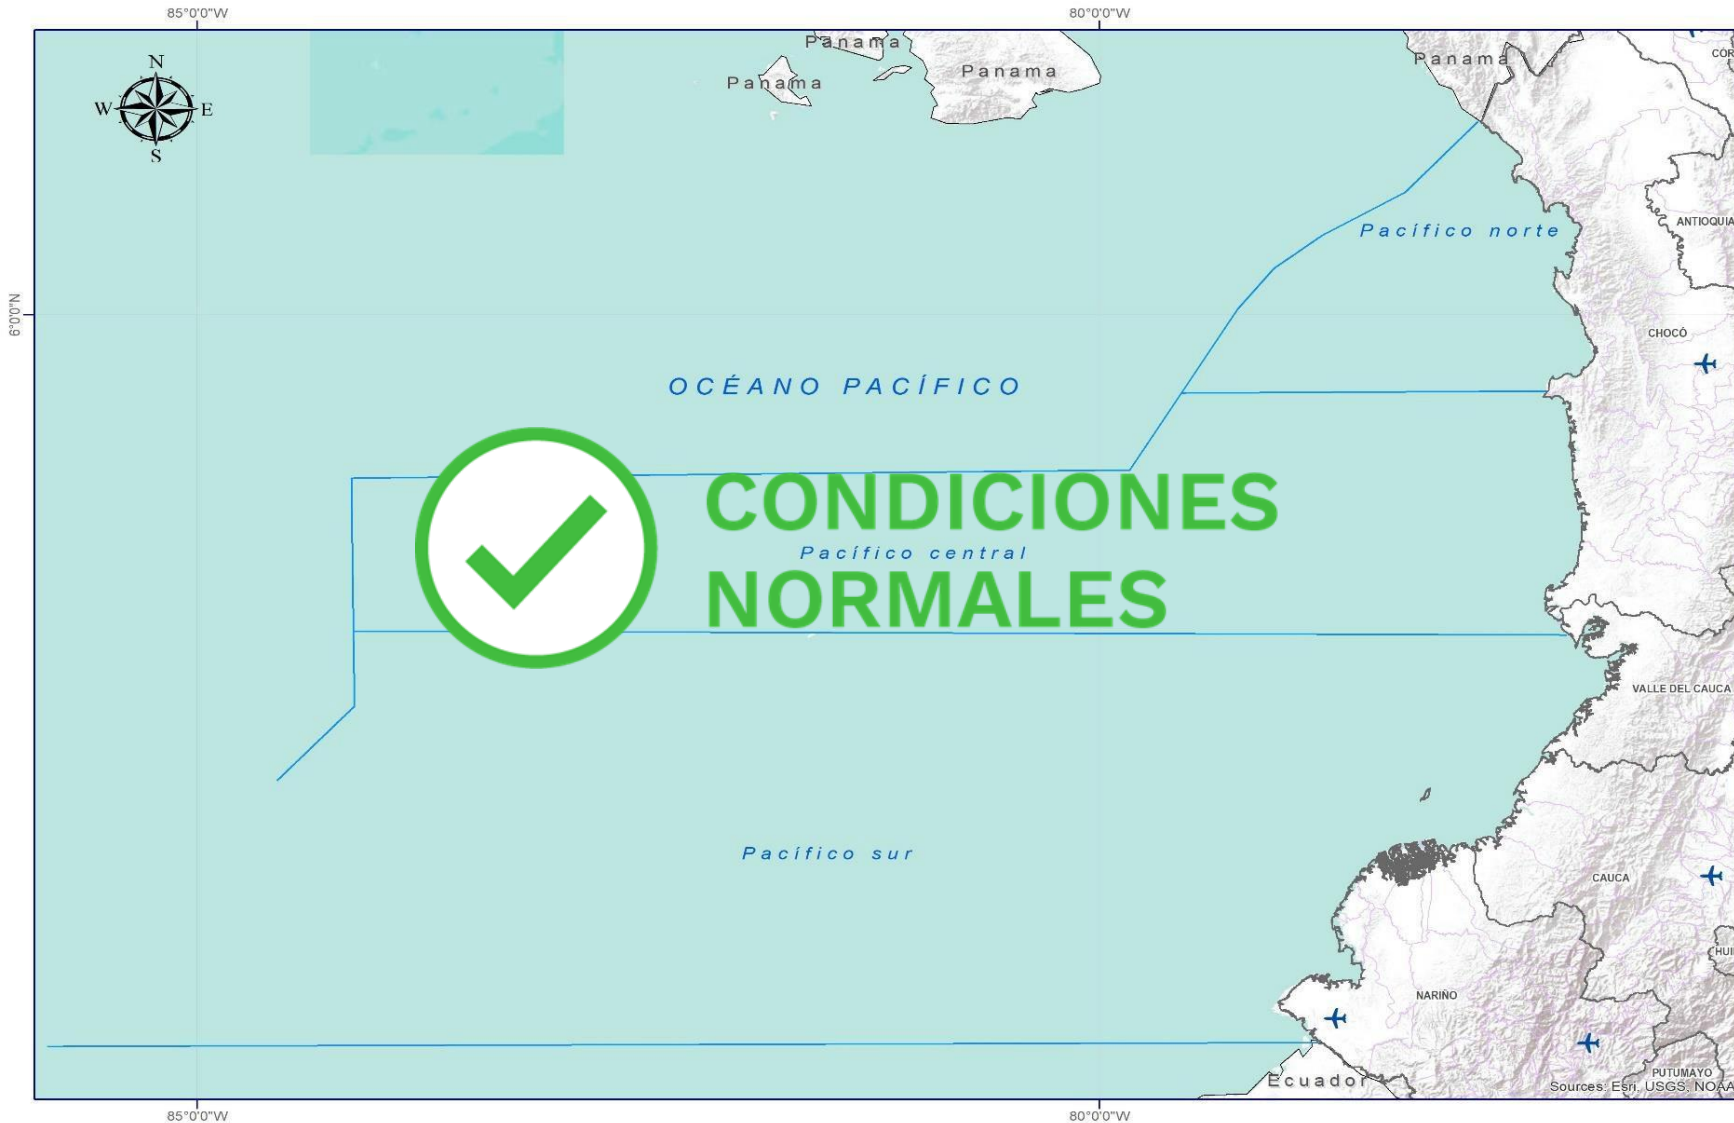 85°0'0"W
80°0'0"W
N
W
E
S
Panama
Panama
Panama
Panama
Pacífico norte
ANTIOQUIA
6°0'0"N
CHOCÓ
OCÉANO PACÍFICO
CONDICIONES
Pacífico central
NORMALES
VALLE DEL CAUCA
Pacífico sur
CAUCA
NARIÑO
PUTUMAYO
Ecuador
Sources: Esri, USGS, NOAA
85°0'0"W
80°0'0"W